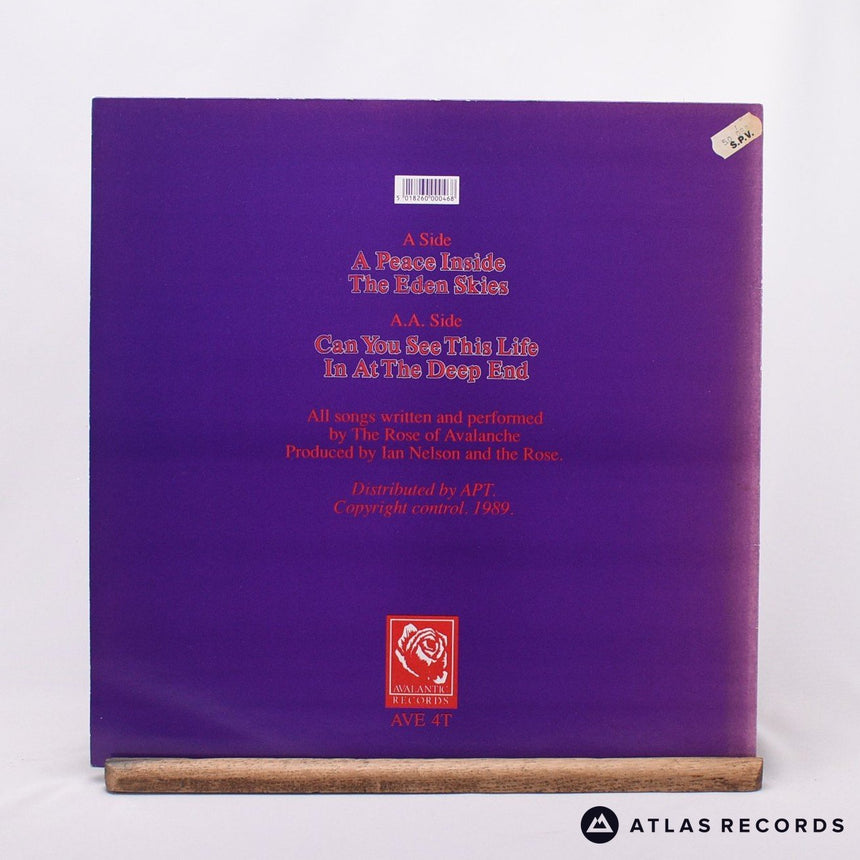 S.P.V.
5 018260 000468
A Side
A Peace Inside
The Eden Skies
A.A. Side
Can You See This Life
In At The Deep End
All songs written and performed
by The Rose of Avalanche
Produced by Ian Nelson and the Rose.
Distributed by APT.
Copyright control. 1989.
AVALANTIC
RECORDS
AVE 4T
ATLAS RECORDS